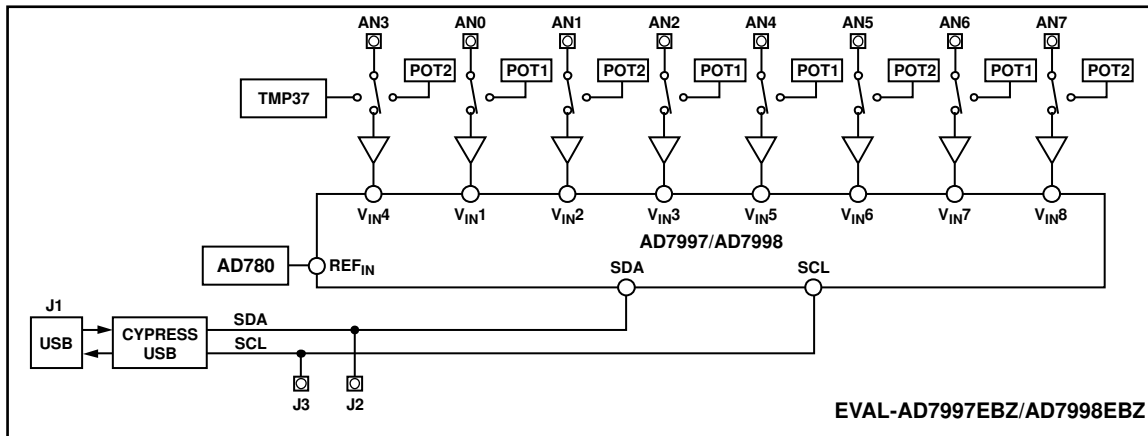 AN3 AN0 AN1 AN2 AN4 AN5 AN6 AN7
POT2 POT1 POT2 POT1 POT1 POT2 POT1 POT2
TMP37
VIN4 VIN1 VIN2 VIN3 VIN5 VIN6 VIN7 VIN8
AD7997/AD7998
AD780 REFIN SDA SCL
J1
USB
CYPRESS
USB
SDA
SCL
J3 J2
EVAL-AD7997EBZ/AD7998EBZ